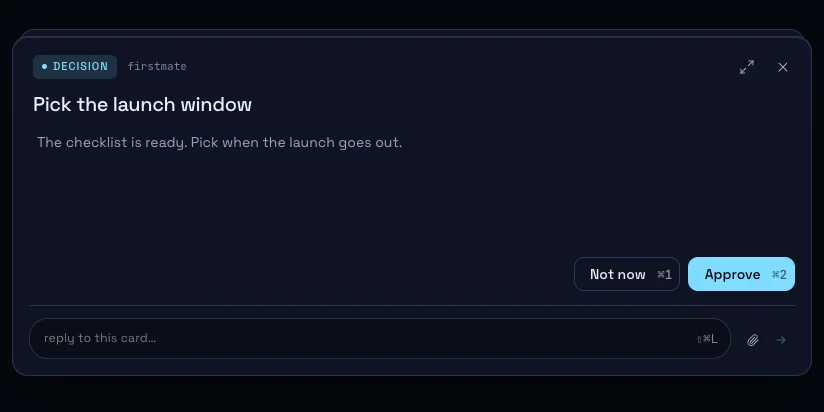 DECISION firstmate
Pick the launch window
The checklist is ready. Pick when the launch goes out.
Not now ⌘1 Approve ⌘2
reply to this card... ⇧⌘L